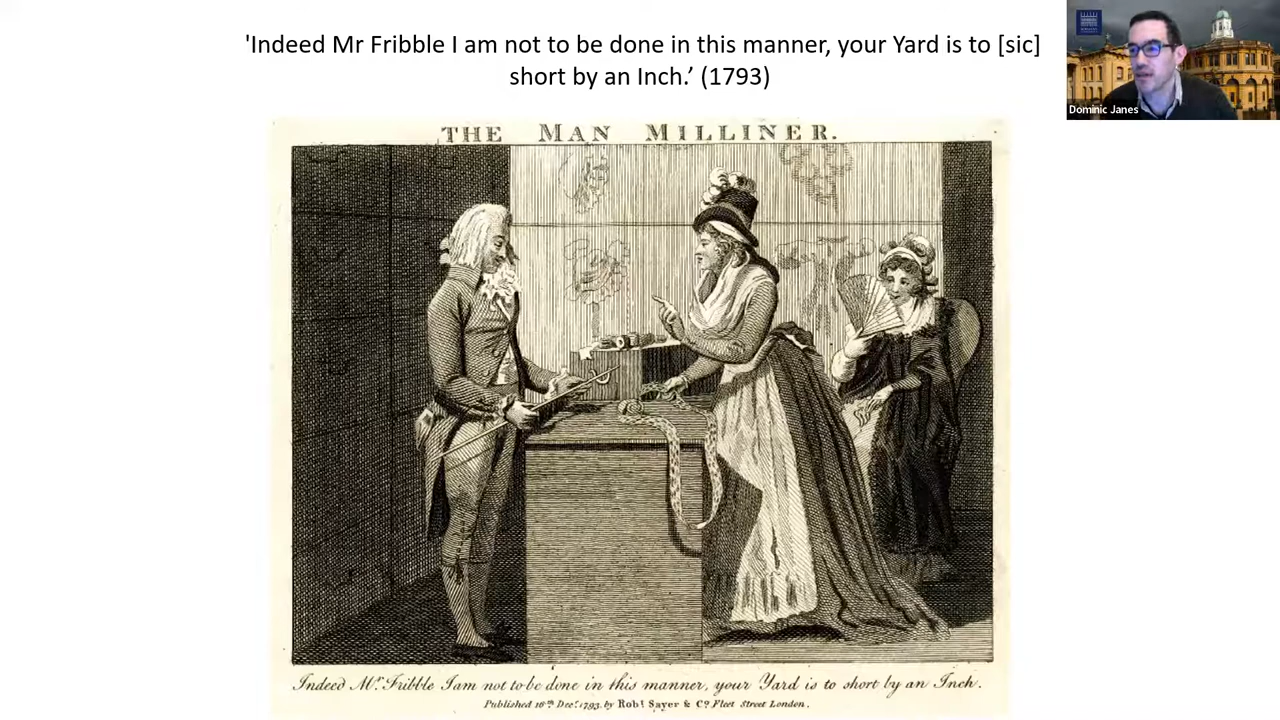 'Indeed Mr Fribble I am not to be done in this manner, your Yard is to [sic]
short by an Inch.’ (1793)
Dominic Janes
THE MAN MILLINER.
Indeed Mr. Fribble I am not to be done in this manner, your Yard is to short by an Inch.
Published 16th Decr. 1793. by Robt. Sayer & Co. Fleet Street London.